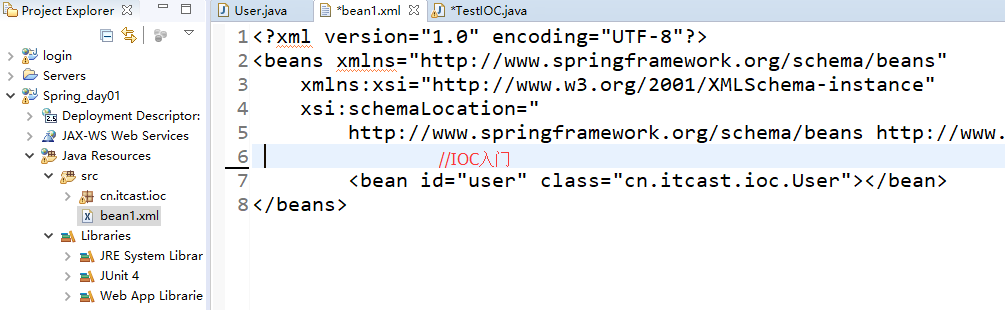 Project Explorer
login
Servers
Spring_day01
Deployment Descriptor:
JAX-WS Web Services
Java Resources
src
cn.itcast.ioc
bean1.xml
Libraries
JRE System Librar
JUnit 4
Web App Librarie
User.java
*bean1.xml
*TestIOC.java
1 <?xml version="1.0" encoding="UTF-8"?>
2 <beans xmlns="http://www.springframework.org/schema/beans"
3 xmlns:xsi="http://www.w3.org/2001/XMLSchema-instance"
4 xsi:schemaLocation="
5 http://www.springframework.org/schema/beans http://www.
6 //IOC入门
7 <bean id="user" class="cn.itcast.ioc.User"></bean>
8 </beans>